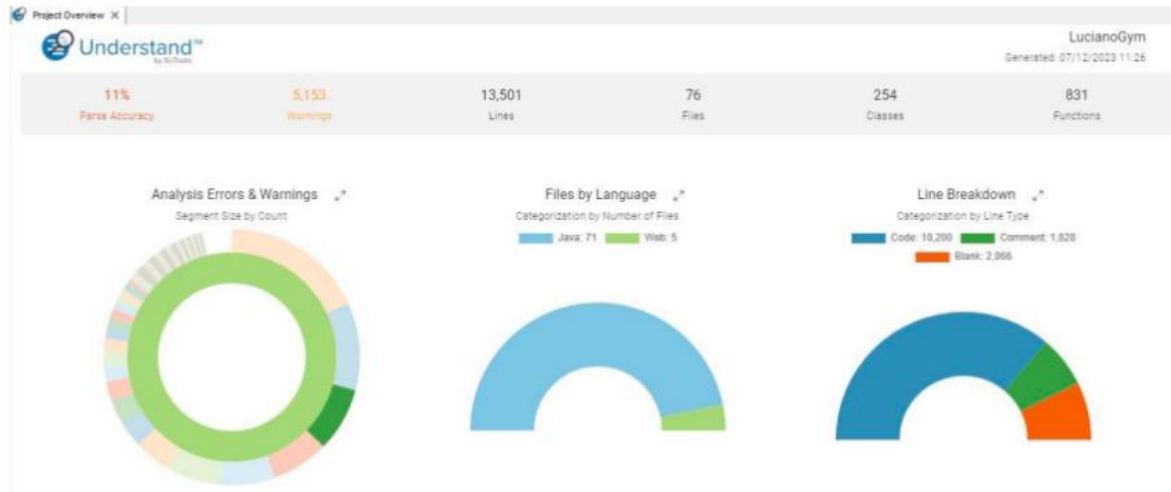 Project Overview X
Understand™
by SciTools
LucianoGym
Generated: 07/12/2023 11:26
11%
Parse Accuracy
5,153
Warnings
13,501
Lines
76
Files
254
Classes
831
Functions
Analysis Errors & Warnings
Segment Size by Count
Files by Language
Categorization by Number of Files
Java: 71 Web: 5
Line Breakdown
Categorization by Line Type
Code: 10,200 Comment: 1,828
Blank: 2,066